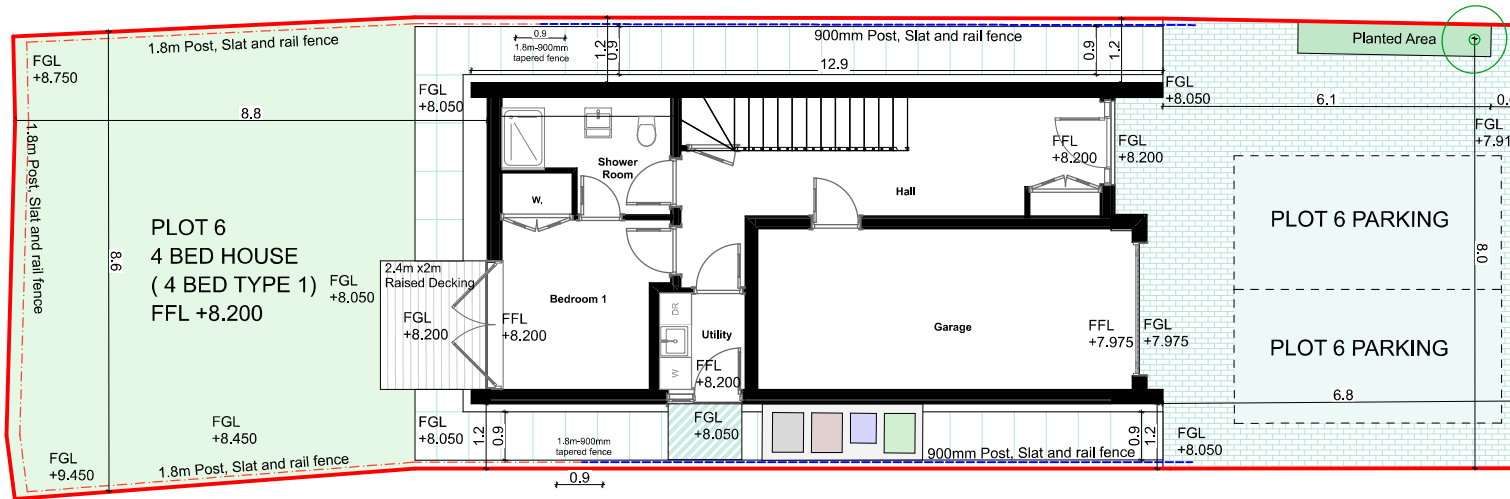 1.8m Post, Slat and rail fence
FGL
+8.750
8.8
1.8m Post, Slat and rail fence
8.6
PLOT 6
4 BED HOUSE
( 4 BED TYPE 1)
FFL +8.200
FGL
+8.050
FGL
+8.450
FGL
+9.450
1.8m Post, Slat and rail fence
FGL
+8.050
0.9
1.8m-900mm
tapered fence
1.2
0.9
900mm Post, Slat and rail fence
0.9
1.2
12.9
Shower
Room
W.
Hall
FFL
+8.200
FGL
+8.200
2.4m x2m
Raised Decking
FGL
+8.200
FFL
+8.200
Bedroom 1
DR
W
Utility
FFL
+8.200
Garage
FFL
+7.975
FGL
+7.975
FGL
+8.050
1.2
0.9
1.8m-900mm
tapered fence
0.9
FGL
+8.050
900mm Post, Slat and rail fence
0.9
1.2
FGL
+8.050
FGL
+8.050
Planted Area
6.1
FGL
PLOT 6 PARKING
8.0
PLOT 6 PARKING
6.8